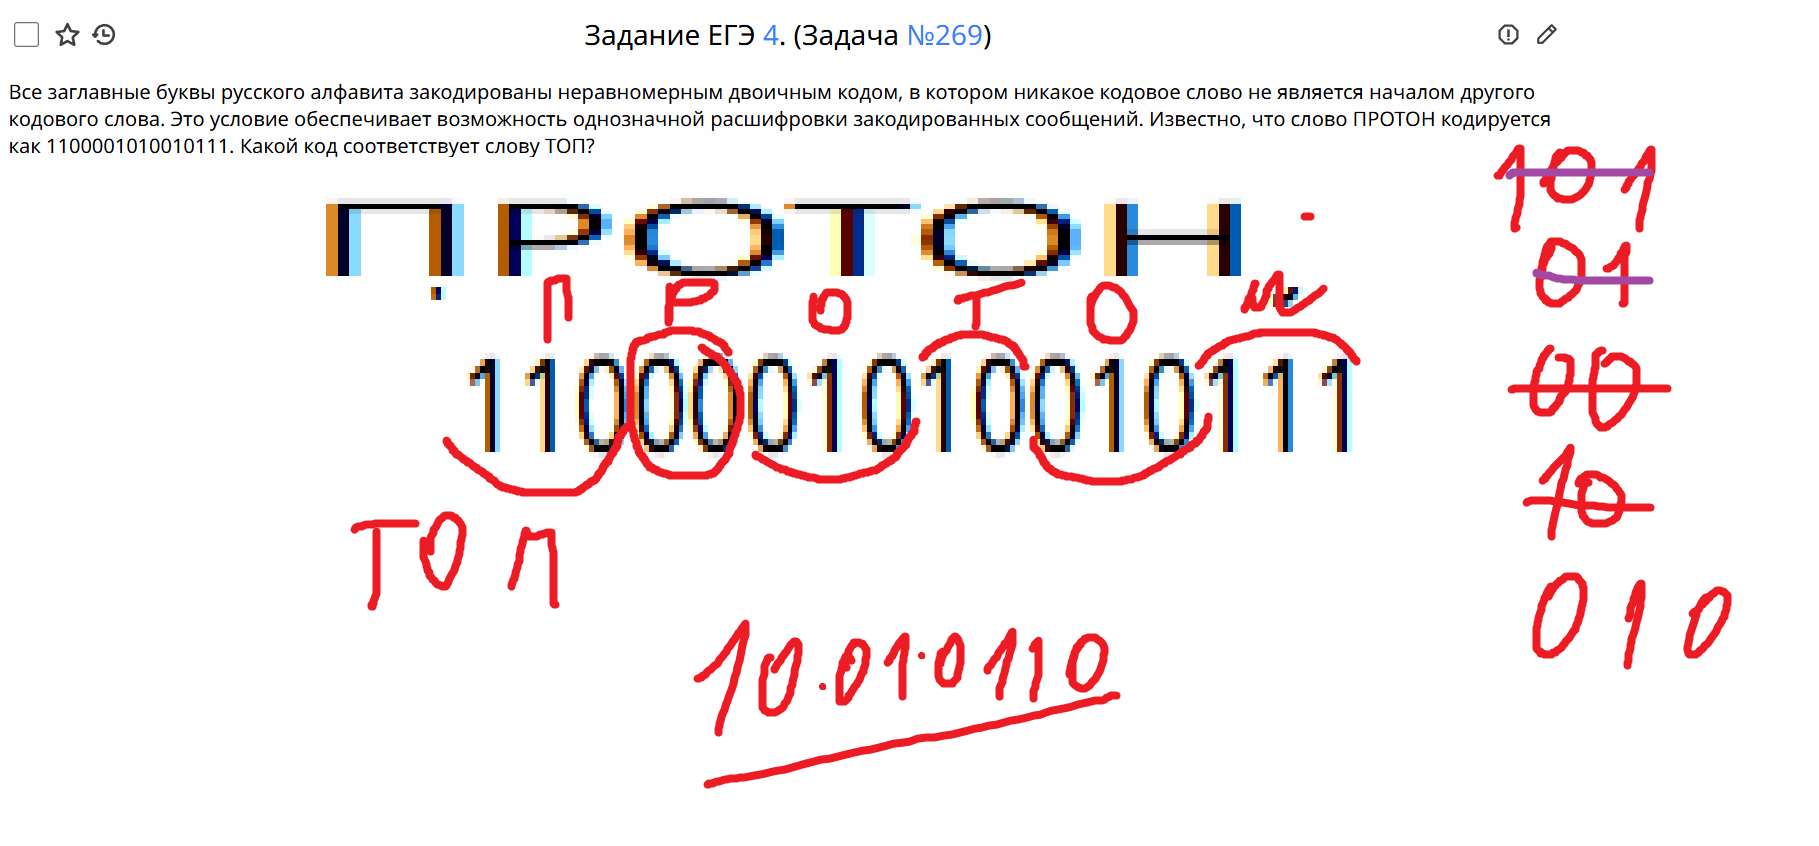 Задание ЕГЭ 4. (Задача №269)
Все заглавные буквы русского алфавита закодированы неравномерным двоичным кодом, в котором никакое кодовое слово не является началом другого
кодового слова. Это условие обеспечивает возможность однозначной расшифровки закодированных сообщений. Известно, что слово ПРОТОН кодируется
как 1100001010010111. Какой код соответствует слову ТОП?
101
ПРОТОН
01
П Р О Т О
1100001010010111
00
10
ТОП
010
10.01.0110